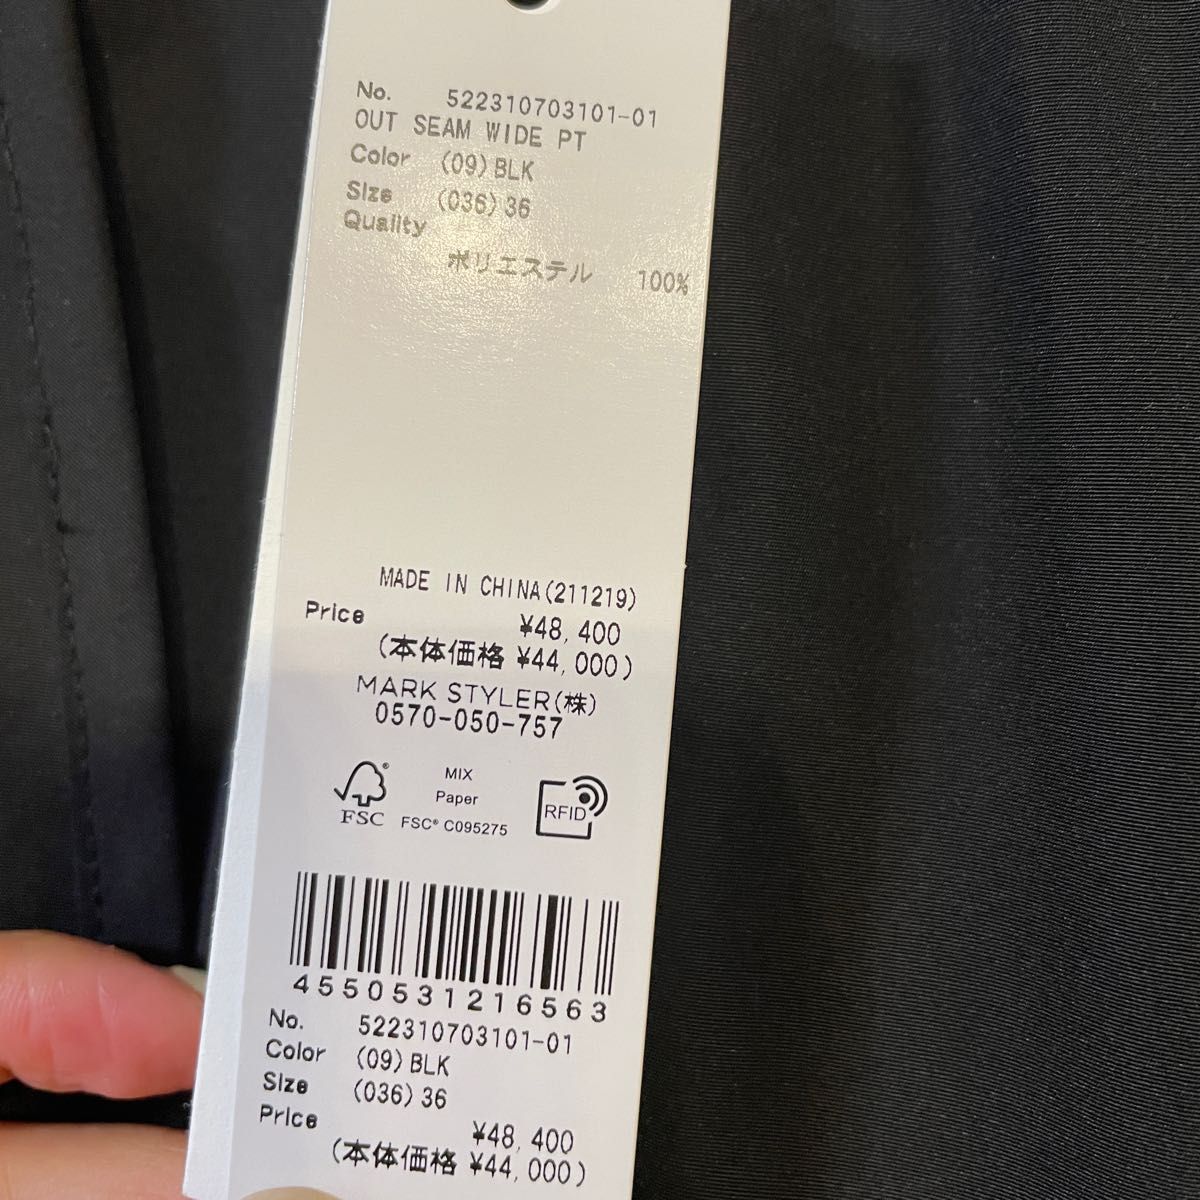 No. 522310703101-01
OUT SEAM WIDE PT
Color (09)BLK
Size (036)36
Quality
ポリエステル 100%
MADE IN CHINA(211219)
Price ¥48,400
(本体価格 ¥44,000)
MARK STYLER(株)
0570-050-757
MIX
Paper
FSC® C095275
® FSC
RFID
4550531216563
No. 522310703101-01
Color (09)BLK
Size (036)36
Price ¥48,400
(本体価格 ¥44,000)